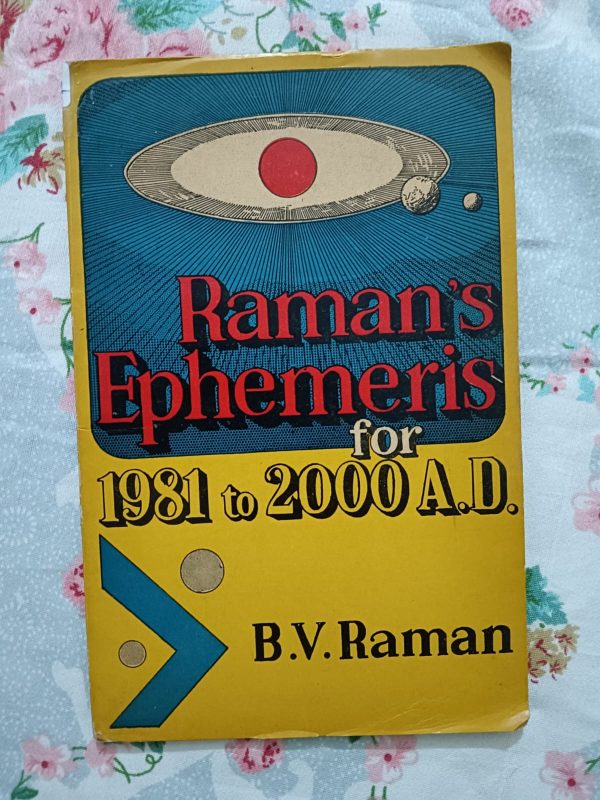 Raman's
Ephemeris
for
1981 to 2000 A.D.
B.V. Raman